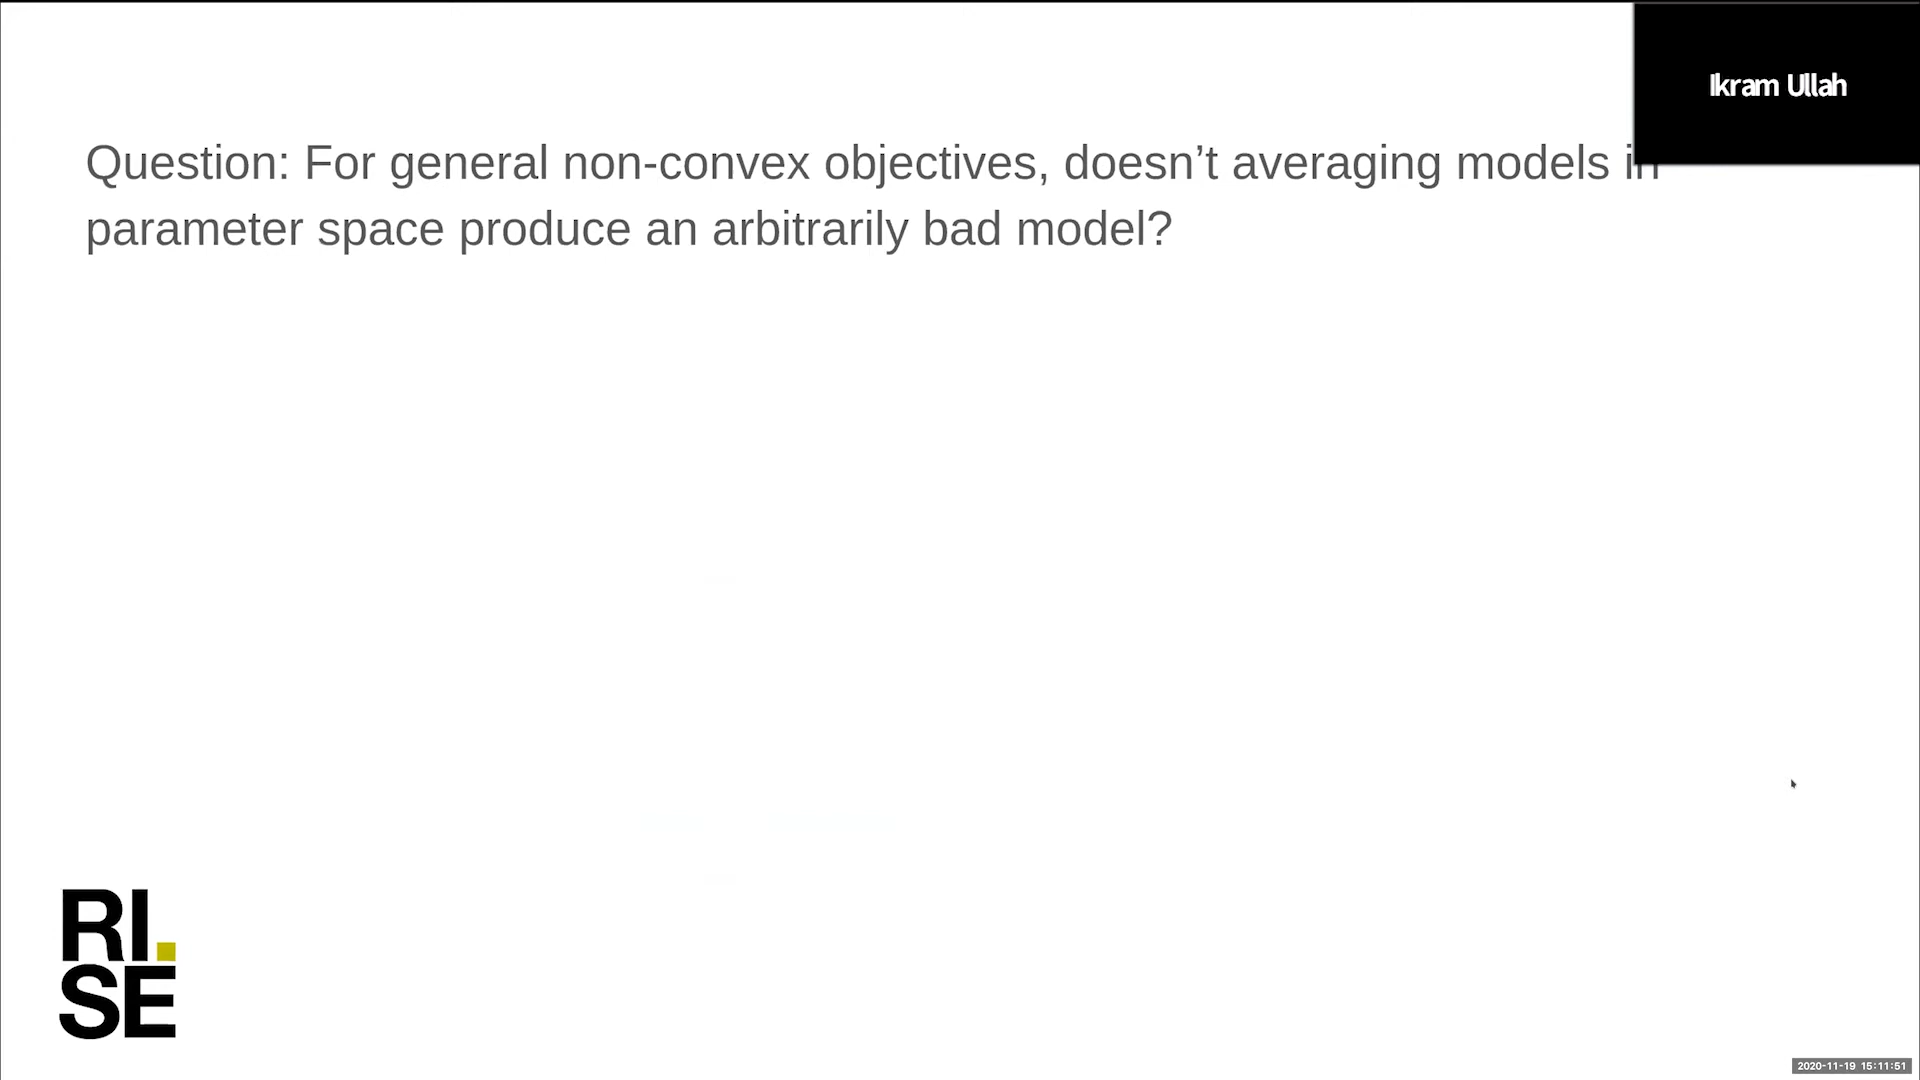 Ikram Ullah
Question: For general non-convex objectives, doesn’t averaging models in
parameter space produce an arbitrarily bad model?
RI.
SE
2020-11-19 15:11:51